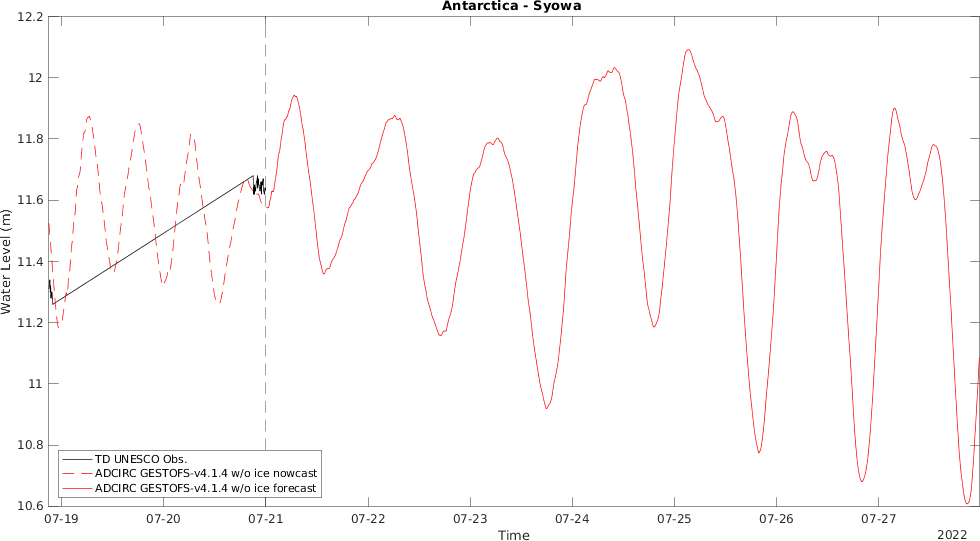 Antarctica - Syowa
12.2
12
11.8
11.6
11.4
11.2
11
10.8
10.6
Water Level (m)
TD UNESCO Obs.
ADCIRC GESTOFS-v4.1.4 w/o ice nowcast
ADCIRC GESTOFS-v4.1.4 w/o ice forecast
07-19 07-20 07-21 07-22 07-23 07-24 07-25 07-26 07-27
Time
2022